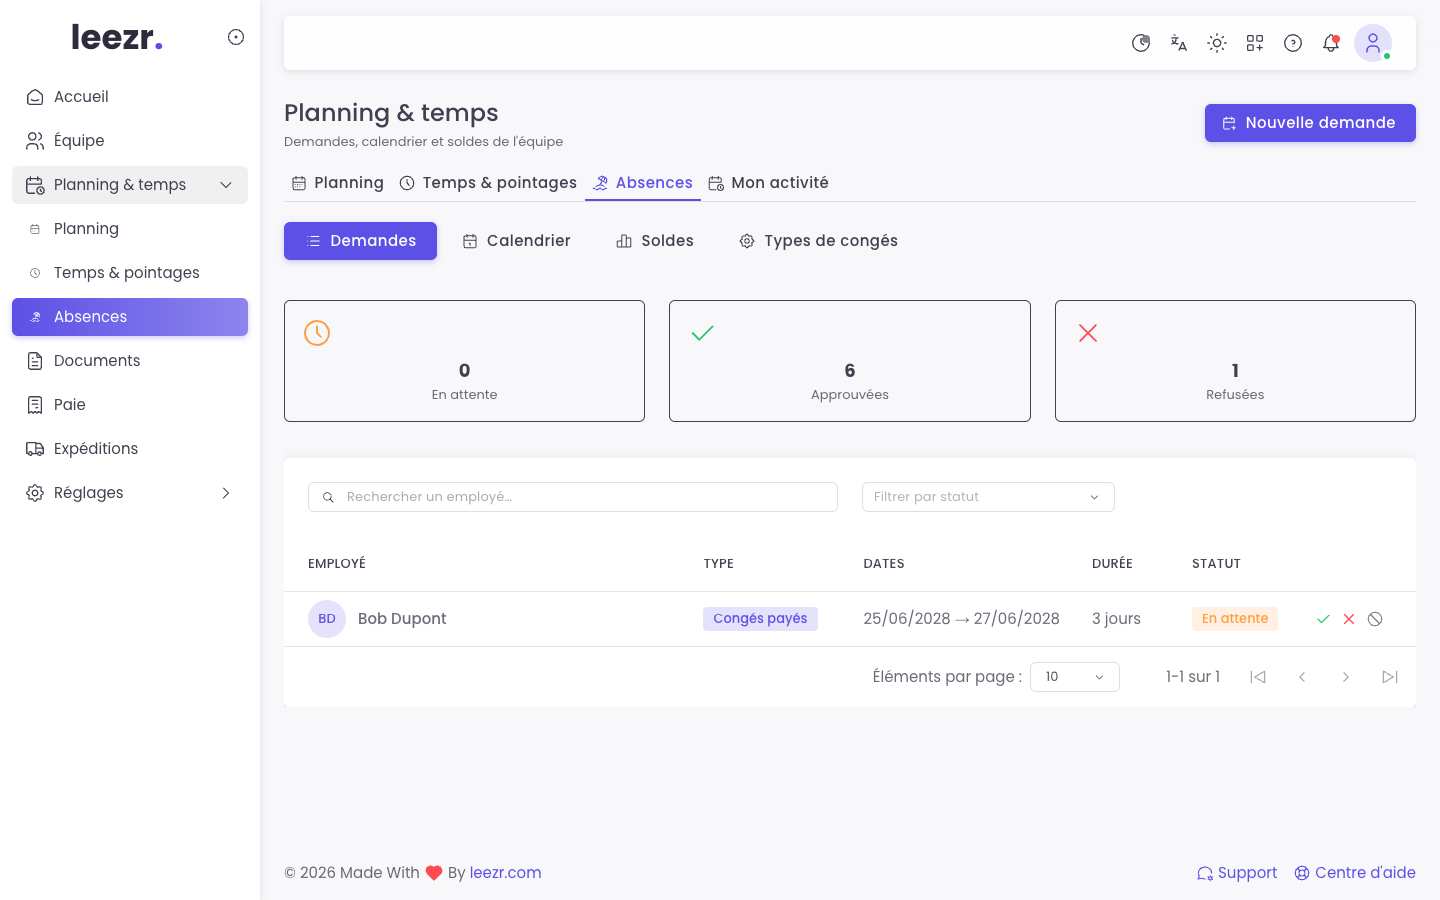 leezr.
Accueil
Équipe
Planning & temps
Planning
Temps & pointages
Absences
Documents
Paie
Expéditions
Réglages
Planning & temps
Demandes, calendrier et soldes de l'équipe
Nouvelle demande
Planning
Temps & pointages
Absences
Mon activité
Demandes
Calendrier
Soldes
Types de congés
0
En attente
6
Approuvées
1
Refusées
Rechercher un employé...
Filtrer par statut
EMPLOYÉ TYPE DATES DURÉE STATUT
BD Bob Dupont Congés payés 25/06/2028 → 27/06/2028 3 jours En attente
Éléments par page : 10 1-1 sur 1
© 2026 Made With By leezr.com
Support
Centre d'aide